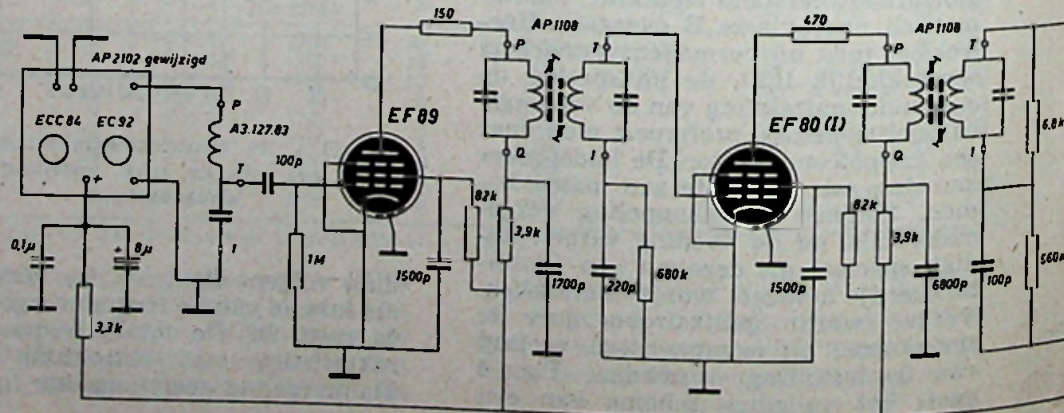 AP2102 gewijzigd
ECC84
EC92
+
P
A3.127.83
T
I
0,1µ
+
8µ
3,3k
100p
1M
EF89
1500p
150
82k
3,9k
P
AP1108
Q
1700p
T
I
220p
680k
EF80 (I)
1500p
470
82k
3,9k
P
AP1108
Q
6800p
T
I
100p
6,8k
560p